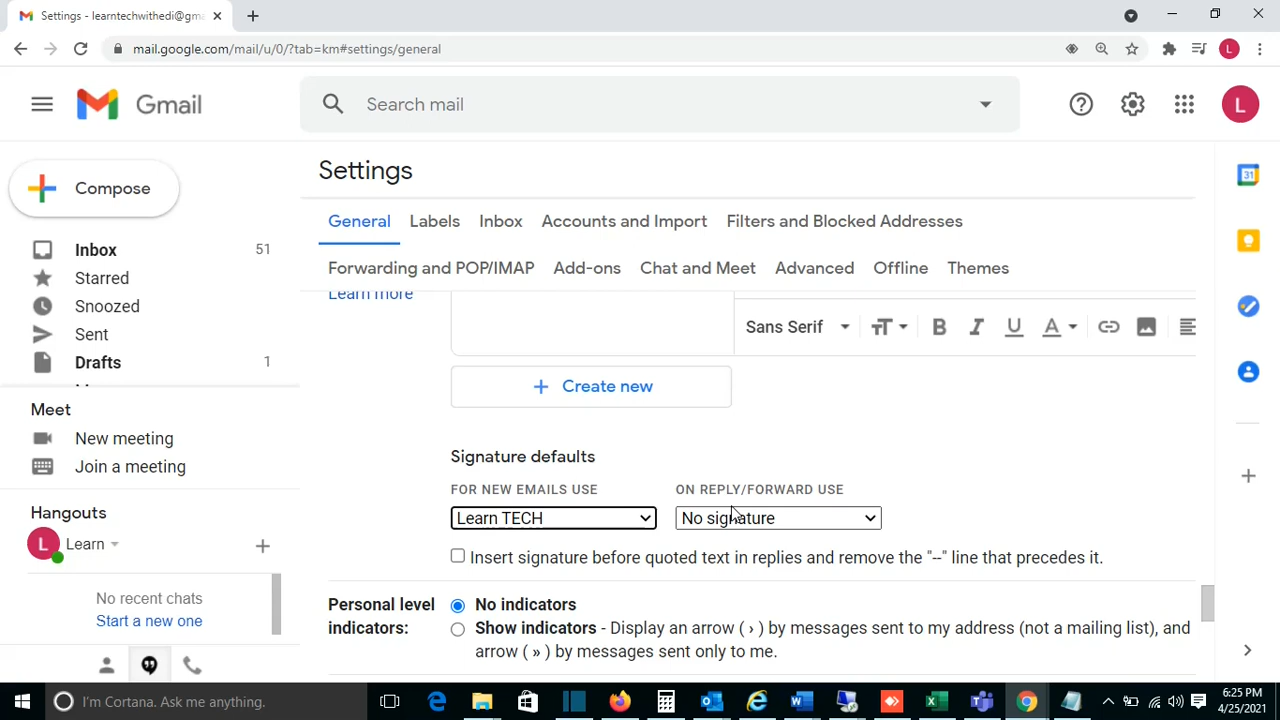 Settings - learntechwithedi@gma
mail.google.com/mail/u/0/?tab=km#settings/general
L
Gmail
Search mail
L
Compose
Inbox 51
Starred
Snoozed
Sent
Drafts 1
Meet
New meeting
Join a meeting
Hangouts
L Learn
No recent chats
Start a new one
Settings
General Labels Inbox Accounts and Import Filters and Blocked Addresses
Forwarding and POP/IMAP Add-ons Chat and Meet Advanced Offline Themes
Learn more
Sans Serif
+ Create new
Signature defaults
FOR NEW EMAILS USE ON REPLY/FORWARD USE
Learn TECH No signature
Insert signature before quoted text in replies and remove the "--" line that precedes it.
Personal level No indicators
indicators: Show indicators - Display an arrow ( › ) by messages sent to my address (not a mailing list), and
arrow ( » ) by messages sent only to me.
31
I'm Cortana. Ask me anything.
6:25 PM
4/25/2021